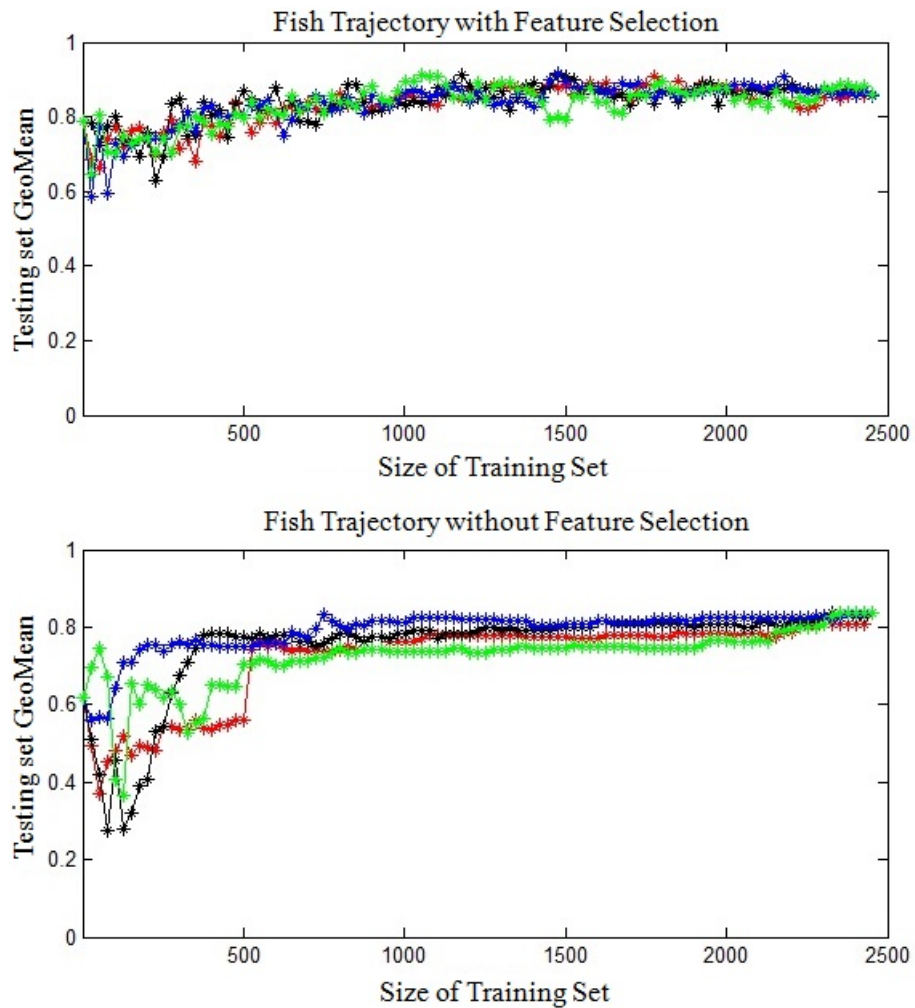 Fish Trajectory with Feature Selection
1
0.8
0.6
0.4
0.2
0
Testing set GeoMean
500 1000 1500 2000 2500
Size of Training Set
Fish Trajectory without Feature Selection
1
0.8
0.6
0.4
0.2
0
Testing set GeoMean
500 1000 1500 2000 2500
Size of Training Set